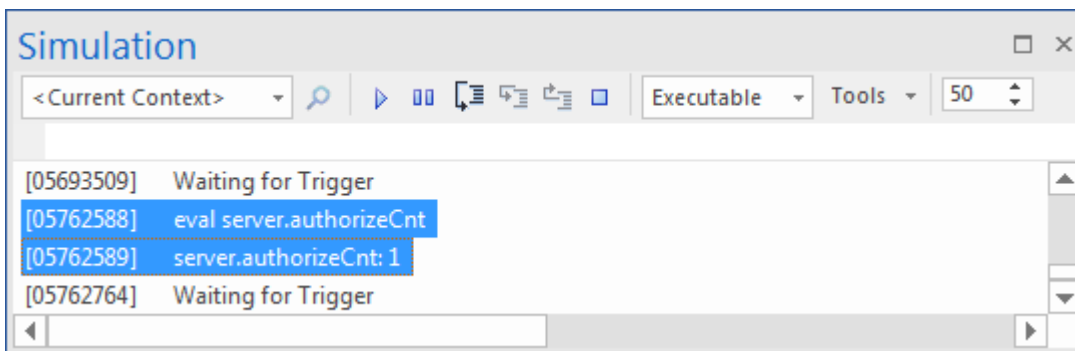 Simulation
<Current Context> Executable Tools 50
[05693509] Waiting for Trigger
[05762588] eval server.authorizeCnt
[05762589] server.authorizeCnt: 1
[05762764] Waiting for Trigger